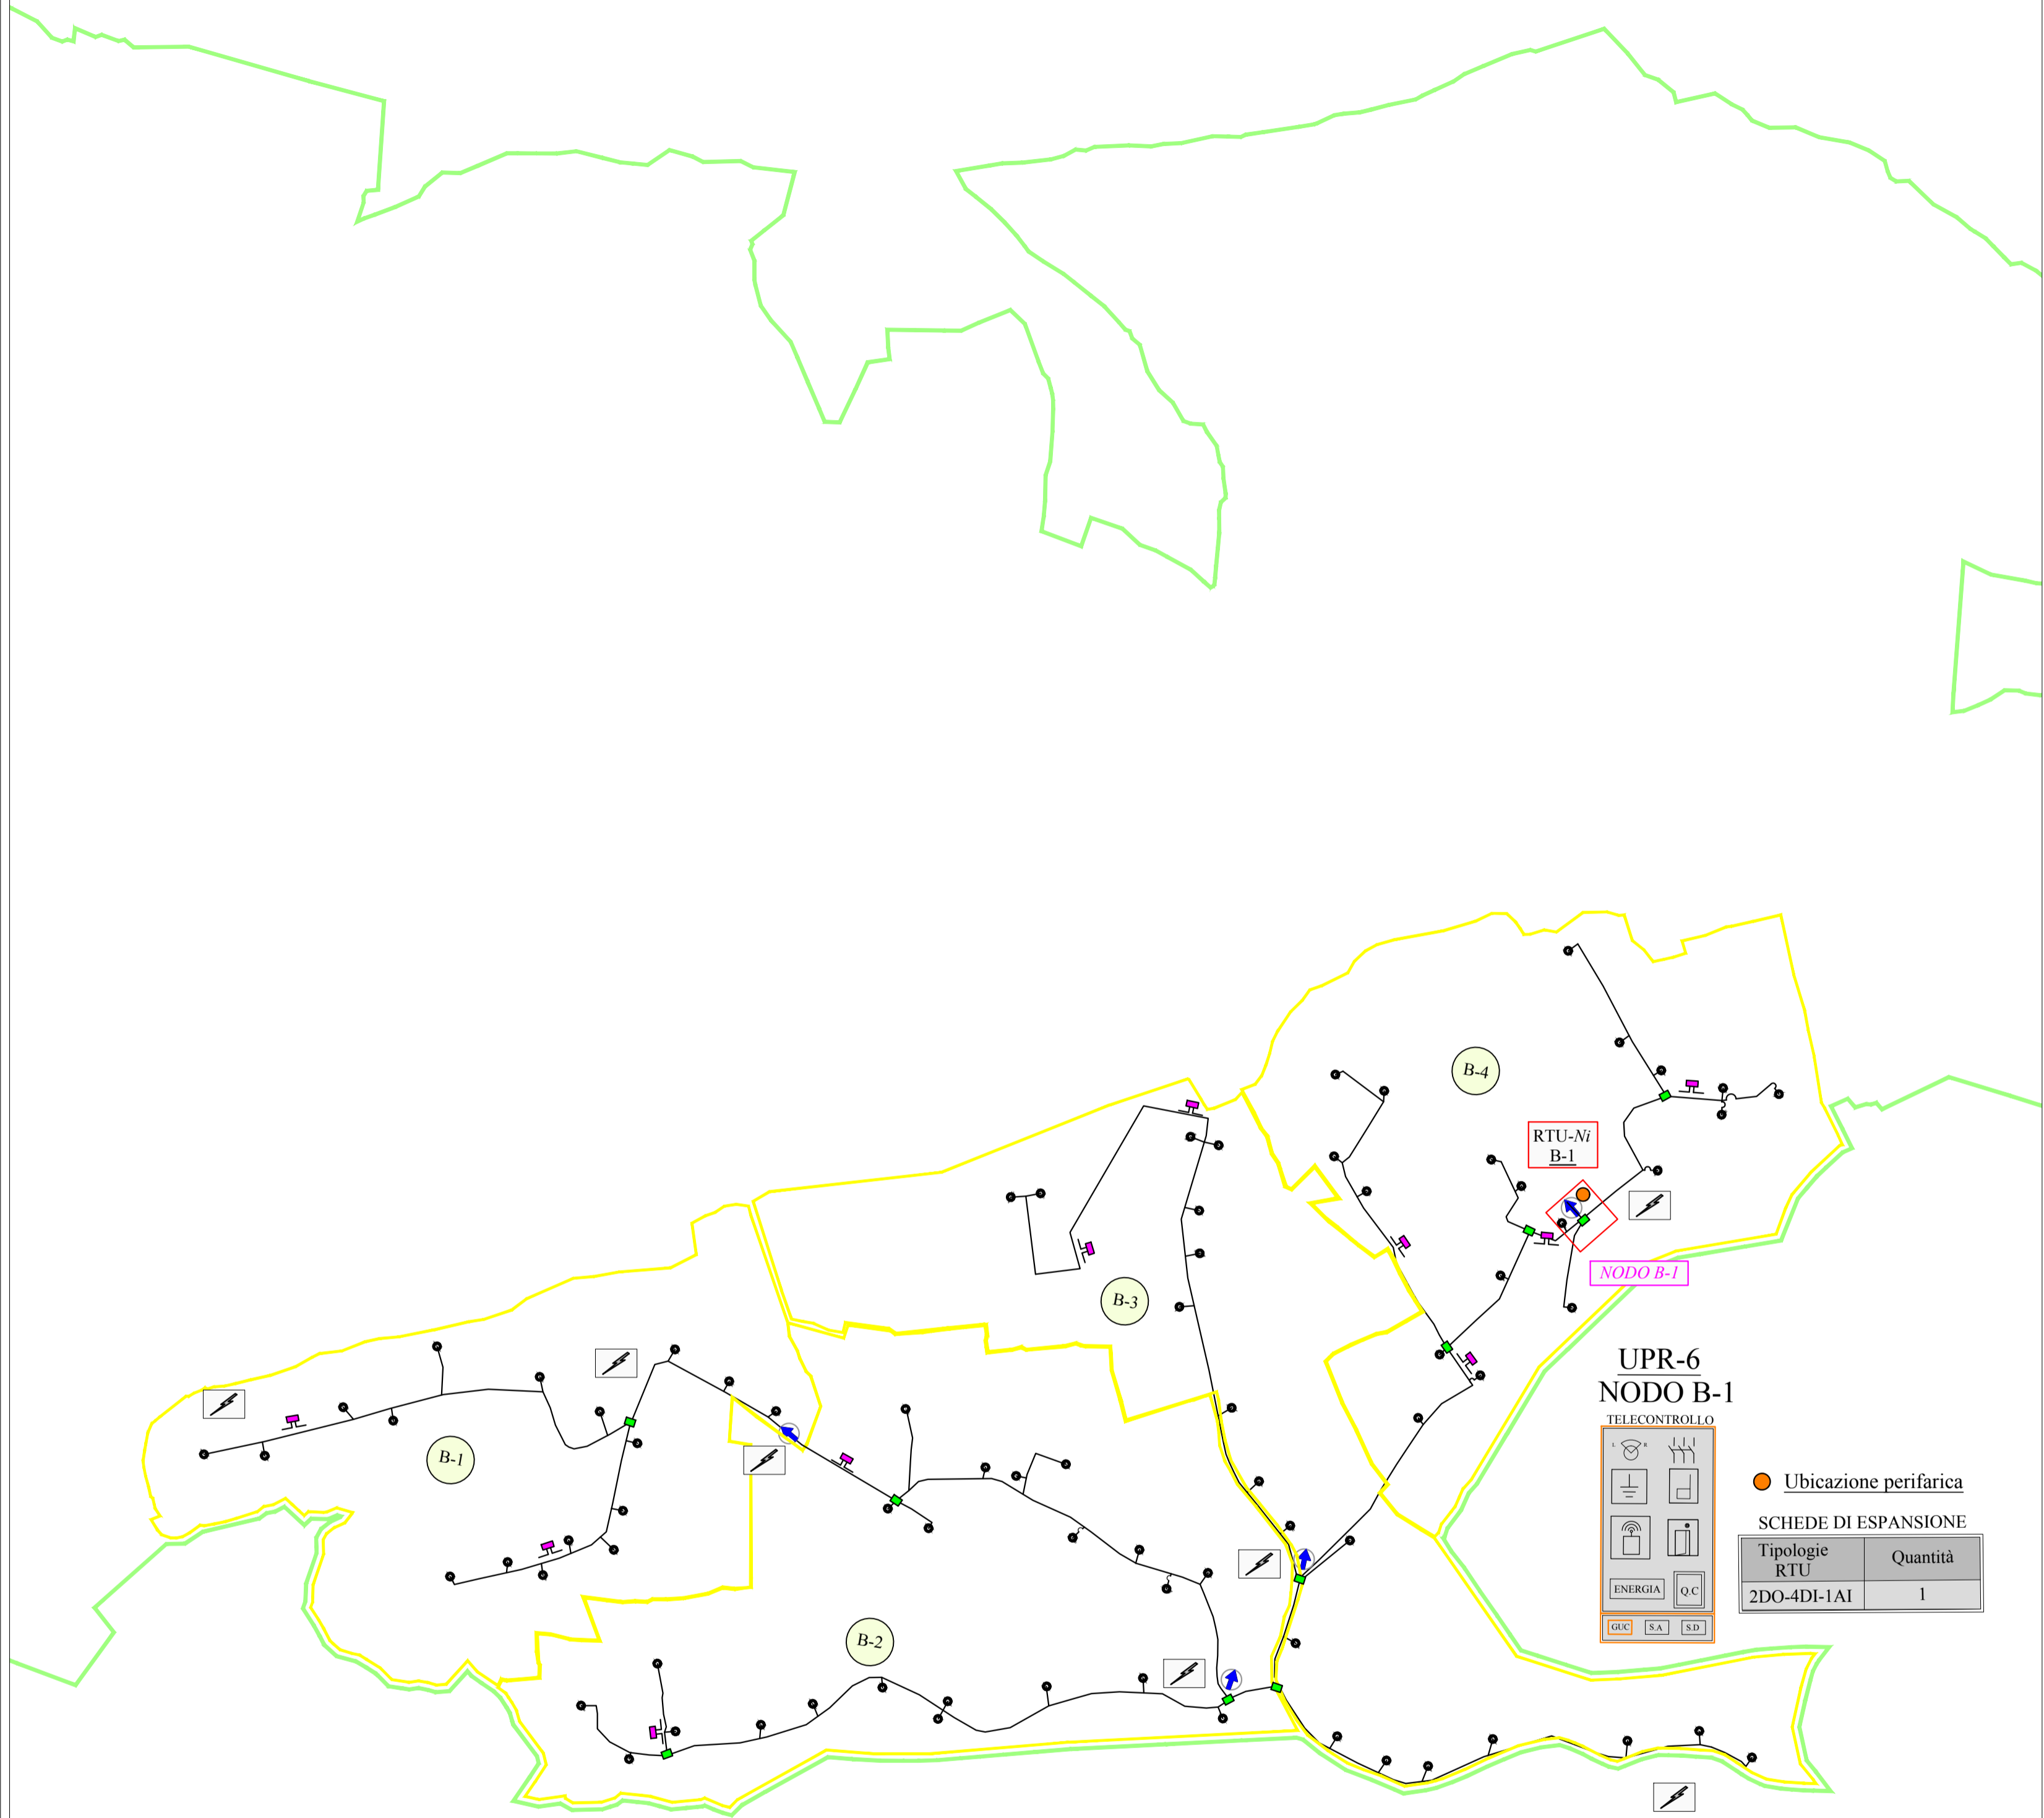 B-4
RTU-Ni
B-1
NODO B-1
B-3
B-1
B-2
UPR-6
NODO B-1
TELECONTROLLO
L R
ENERGIA
Q.C
GUC
S.A
S.D
Ubicazione perifarica
SCHEDE DI ESPANSIONE
Tipologie RTU Quantità
2DO-4DI-1AI 1